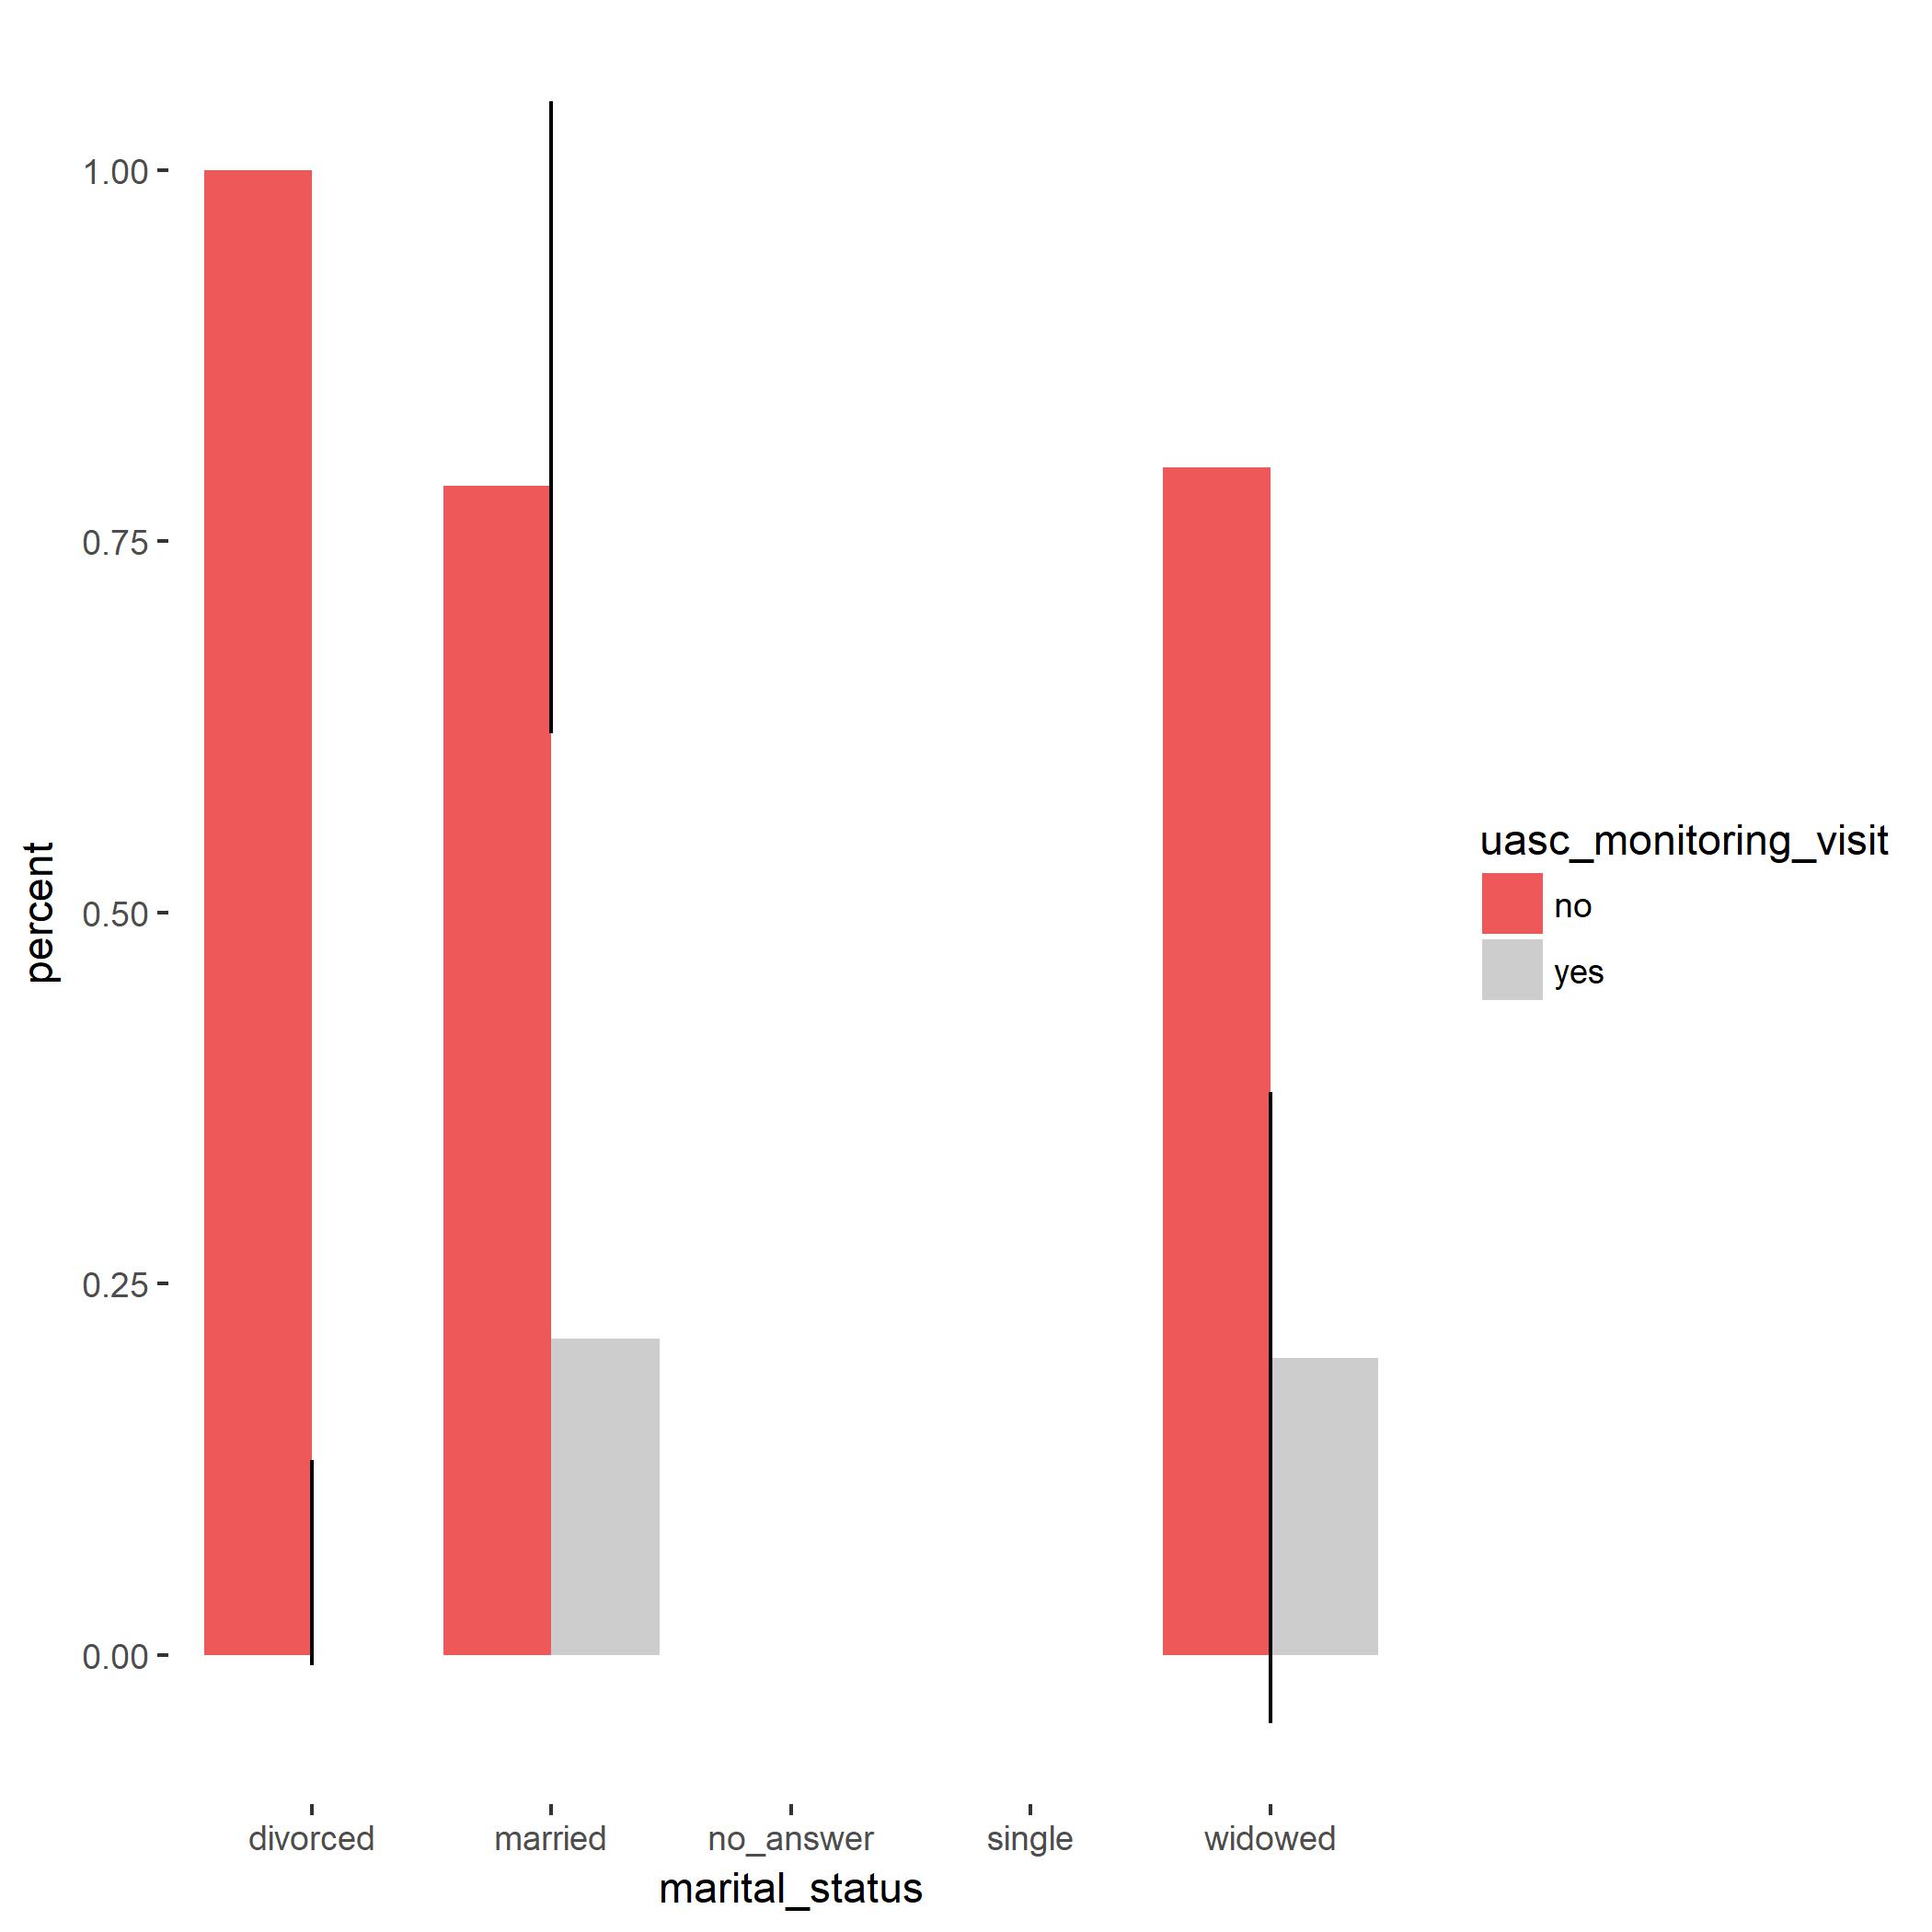 1.00
0.75
0.50
0.25
0.00
percent
divorced married no_answer single widowed
marital_status
uasc_monitoring_visit
no
yes